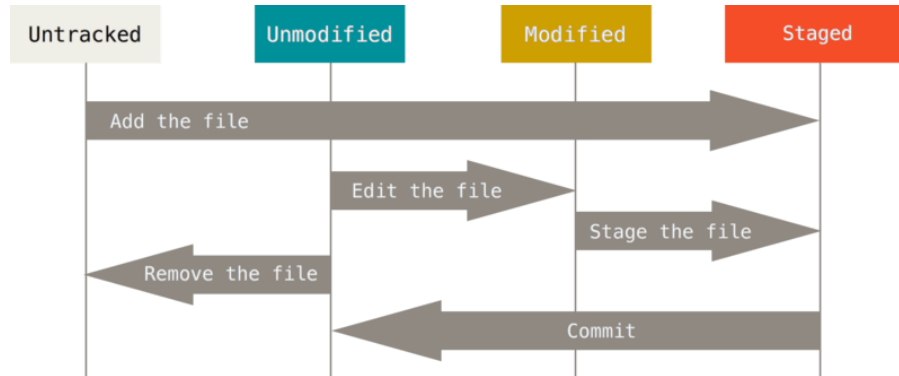 Untracked
Unmodified
Modified
Staged
Add the file
Edit the file
Stage the file
Remove the file
Commit